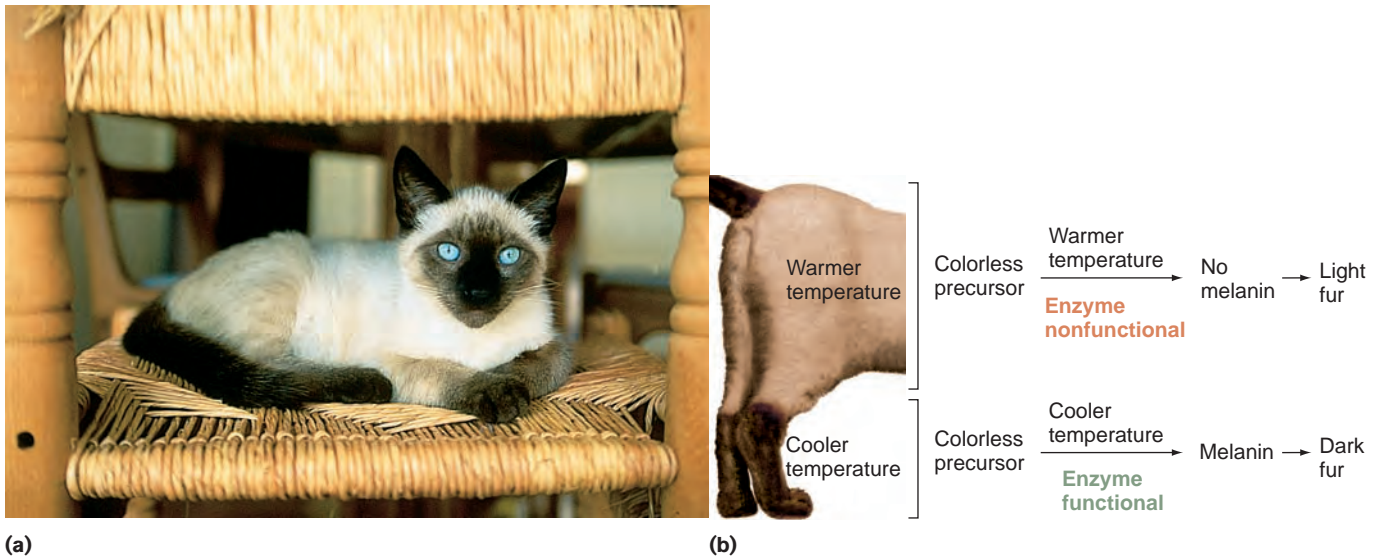 Warmer
temperature
Colorless
precursor
Warmer
temperature
Enzyme
nonfunctional
No
melanin
Light
fur
Cooler
temperature
Colorless
precursor
Cooler
temperature
Enzyme
functional
Melanin
Dark
fur
(a)
(b)